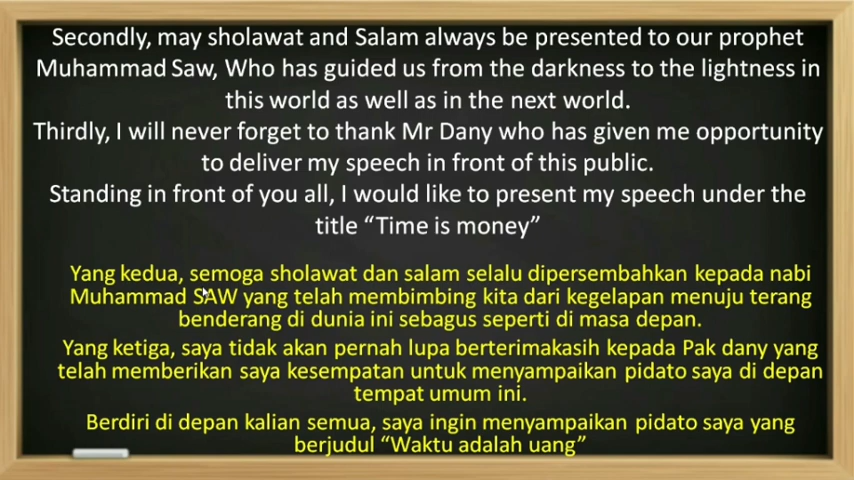 Secondly, may sholawat and Salam always be presented to our prophet
Muhammad Saw, Who has guided us from the darkness to the lightness in
this world as well as in the next world.
Thirdly, I will never forget to thank Mr Dany who has given me opportunity
to deliver my speech in front of this public.
Standing in front of you all, I would like to present my speech under the
title “Time is money”
Yang kedua, semoga sholawat dan salam selalu dipersembahkan kepada nabi
Muhammad SAW yang telah membimbing kita dari kegelapan menuju terang
benderang di dunia ini sebagus seperti di masa depan.
Yang ketiga, saya tidak akan pernah lupa berterimakasih kepada Pak dany yang
telah memberikan saya kesempatan untuk menyampaikan pidato saya di depan
tempat umum ini.
Berdiri di depan kalian semua, saya ingin menyampaikan pidato saya yang
berjudul “Waktu adalah uang”